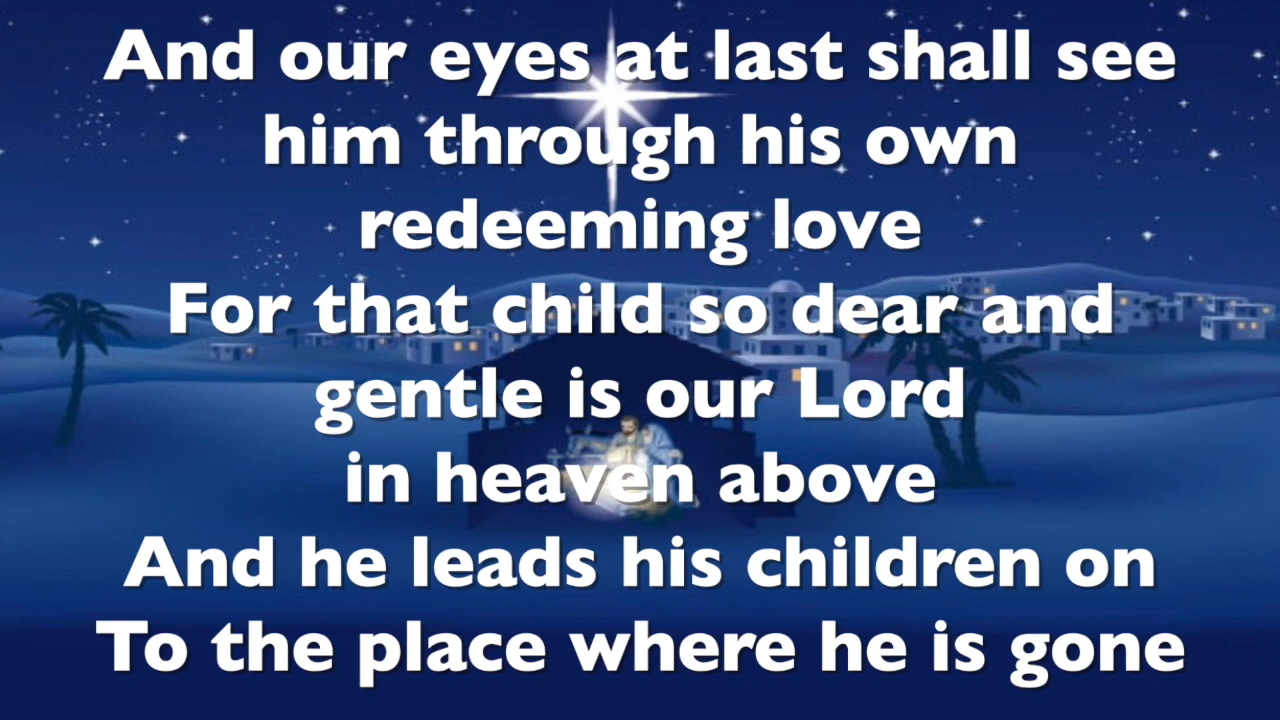 And our eyes at last shall see
him through his own
redeeming love
For that child so dear and
gentle is our Lord
in heaven above
And he leads his children on
To the place where he is gone